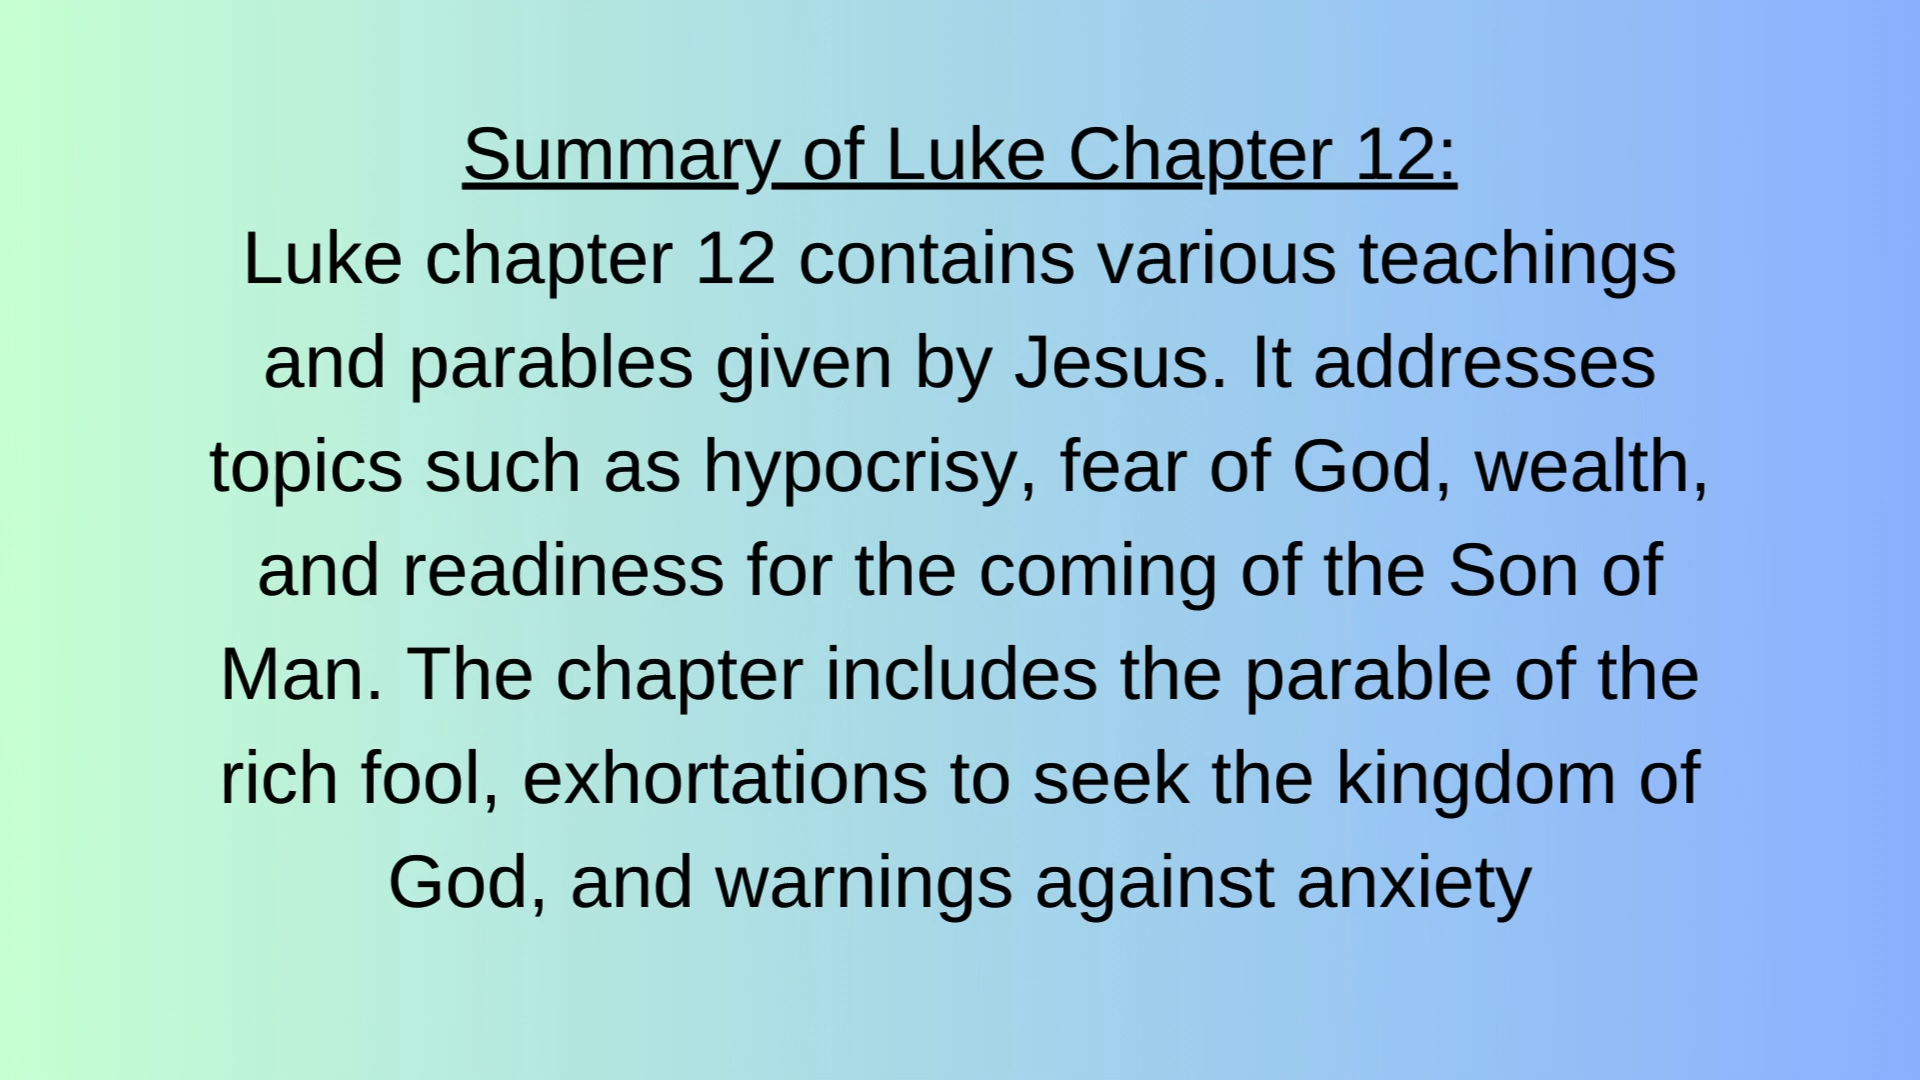 Summary of Luke Chapter 12:
Luke chapter 12 contains various teachings
and parables given by Jesus. It addresses
topics such as hypocrisy, fear of God, wealth,
and readiness for the coming of the Son of
Man. The chapter includes the parable of the
rich fool, exhortations to seek the kingdom of
God, and warnings against anxiety